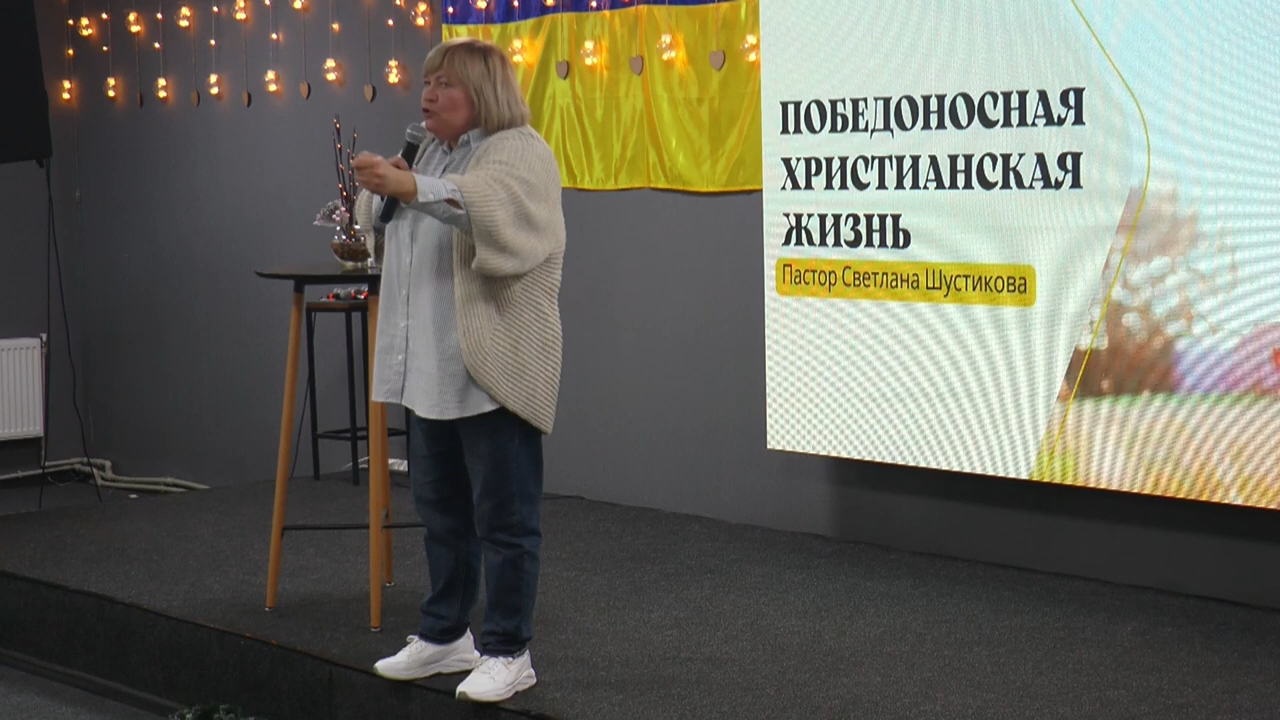 ПОБЕДОНОСНАЯ
ХРИСТИАНСКАЯ
ЖИЗНЬ
Пастор Светлана Шустикова